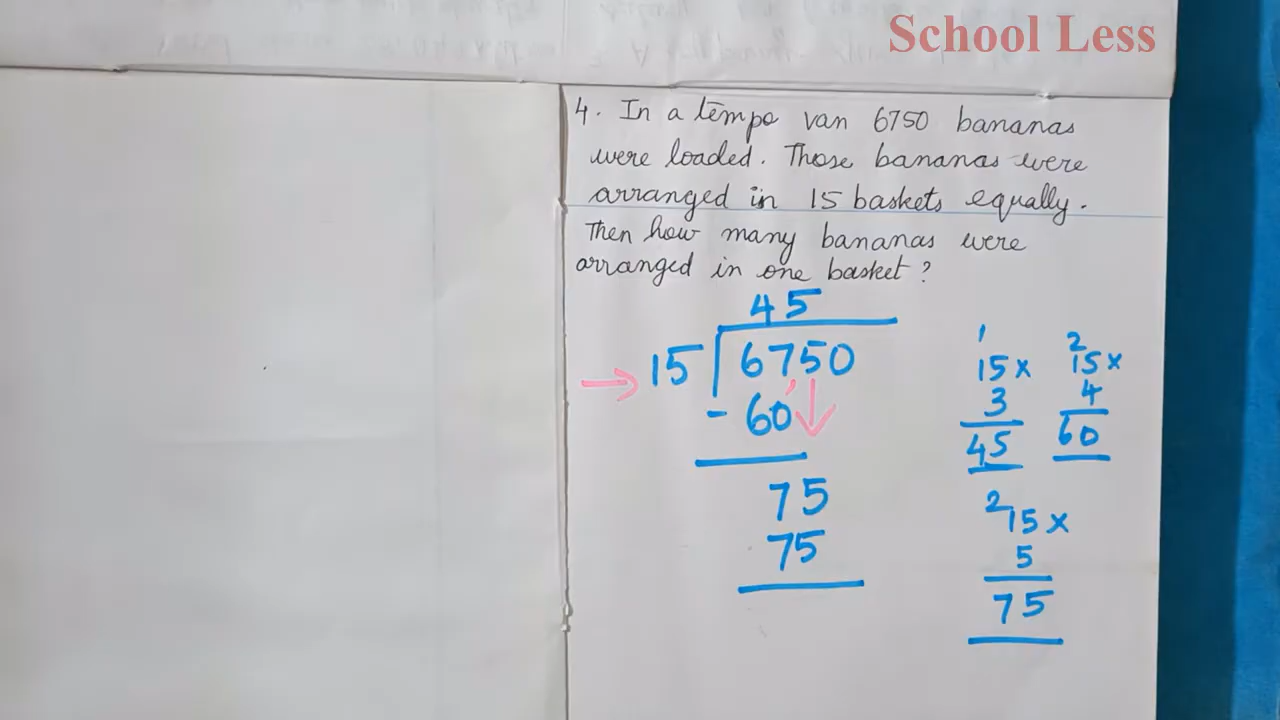 School Less
4. In a tempo van 6750 bananas
were loaded. Those bananas were
arranged in 15 baskets equally.
Then how many bananas were
arranged in one basket?
45
15 6750
- 60
75
75
1
15 x
3
45
2
15 x
4
60
2
15 x
5
75